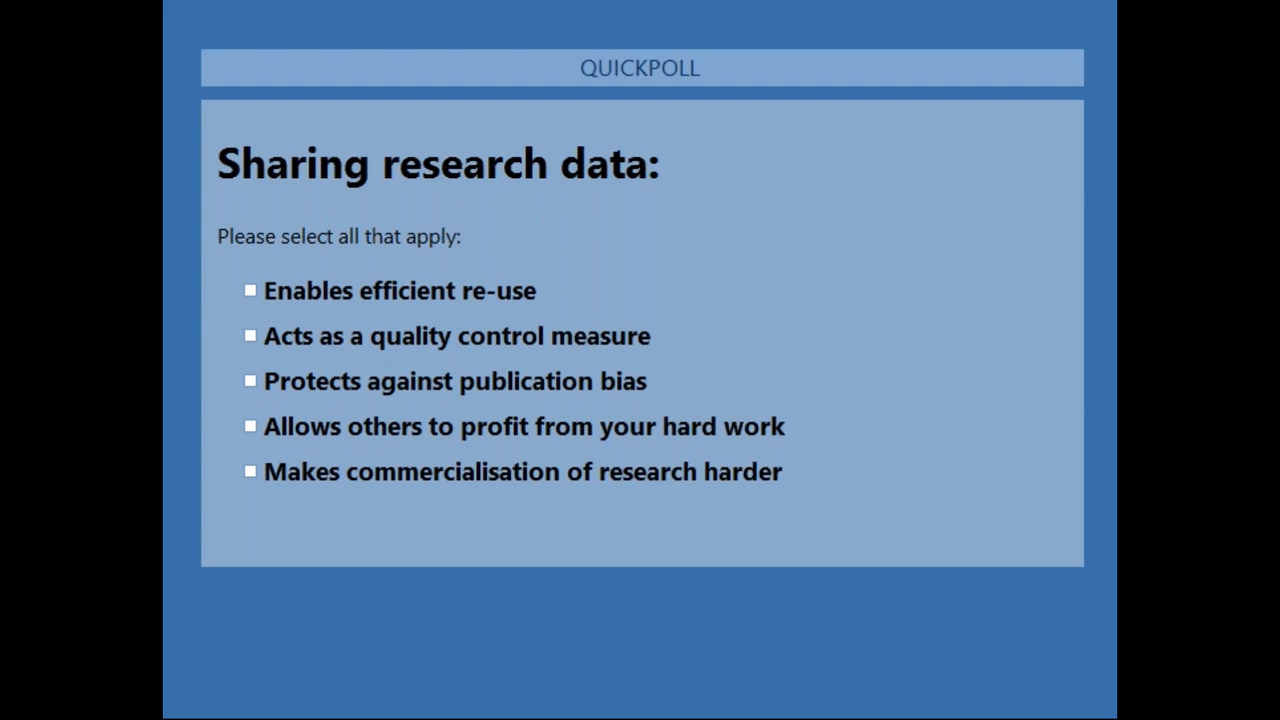 QUICKPOLL
Sharing research data:
Please select all that apply:
Enables efficient re-use
Acts as a quality control measure
Protects against publication bias
Allows others to profit from your hard work
Makes commercialisation of research harder